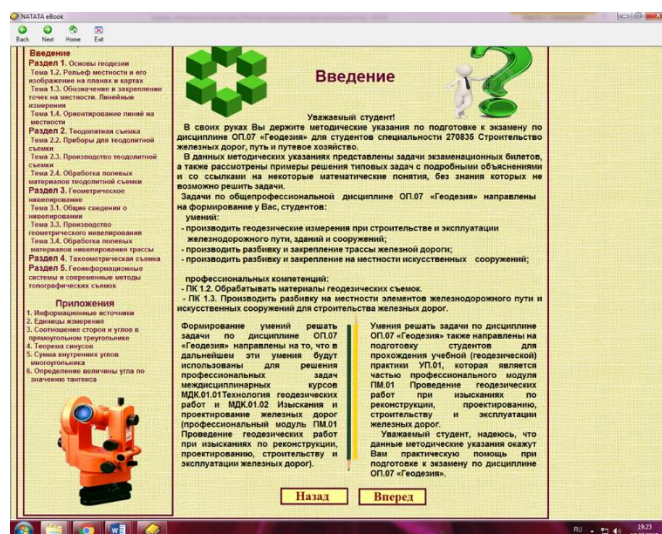 NATATA eBook
Back Next Home Exit
Введение
Раздел 1. Основы геодезии
Тема 1.2. Рельеф местности и его
изображение на планах и картах
Тема 1.3. Обозначение и закрепление
точек на местности. Линейные
измерения
Тема 1.4. Ориентирование линий на
местности
Раздел 2. Теодолитная съемка
Тема 2.2. Приборы для теодолитной
съемки
Тема 2.3. Производство теодолитной
съемки
Тема 2.4. Обработка полевых
материалов теодолитной съемки
Раздел 3. Геометрическое
нивелирование
Тема 3.1. Общие сведения о
нивелировании
Тема 3.3. Производство
геометрического нивелирования
Тема 3.4. Обработка полевых
материалов нивелирования трассы
Раздел 4. Тахеометрическая съемка
Раздел 5. Геоинформационные
системы и современные методы
топографических съемок
Приложения
1. Информационные источники
2. Единицы измерения
3. Соотношение сторон и углов в
прямоугольном треугольнике
4. Теорема синусов
5. Сумма внутренних углов
многоугольника
6. Определение величины угла по
значению тангенса
Введение
Уважаемый студент!
В своих руках Вы держите методические указания по подготовке к экзамену по
дисциплине ОП.07 «Геодезия» для студентов специальности 270835 Строительство
железных дорог, путь и путевое хозяйство.
В данных методических указаниях представлены задачи экзаменационных билетов,
а также рассмотрены примеры решения типовых задач с подробными объяснениями
и со ссылками на некоторые математические понятия, без знания которых не
возможно решить задачи.
Задачи по общепрофессиональной дисциплине ОП.07 «Геодезия» направлены
на формирование у Вас, студентов:
умений:
- производить геодезические измерения при строительстве и эксплуатации
железнодорожного пути, зданий и сооружений;
- производить разбивку и закрепление трассы железной дороги;
- производить разбивку и закрепление на местности искусственных сооружений;
профессиональных компетенций:
- ПК 1.2. Обрабатывать материалы геодезических съемок.
- ПК 1.3. Производить разбивку на местности элементов железнодорожного пути и
искусственных сооружений для строительства железных дорог.
Формирование умений решать
задачи по дисциплине ОП.07
«Геодезия» направлены на то, что в
дальнейшем эти умения будут
использованы для решения
профессиональных задач
междисциплинарных курсов
МДК.01.01Технология геодезических
работ и МДК.01.02 Изыскания и
проектирование железных дорог
(профессиональный модуль ПМ.01
Проведение геодезических работ
при изысканиях по реконструкции,
проектированию, строительству и
эксплуатации железных дорог).
Умения решать задачи по дисциплине
ОП.07 «Геодезия» также направлены на
подготовку студентов для
прохождения учебной (геодезической)
практики УП.01, которая является
частью профессионального модуля
ПМ.01 Проведение геодезических
работ при изысканиях по
реконструкции, проектированию,
строительству и эксплуатации
железных дорог.
Уважаемый студент, надеюсь, что
данные методические указания окажут
Вам практическую помощь при
подготовке к экзамену по дисциплине
ОП.07 «Геодезия».
Назад Вперед
RU 19:23